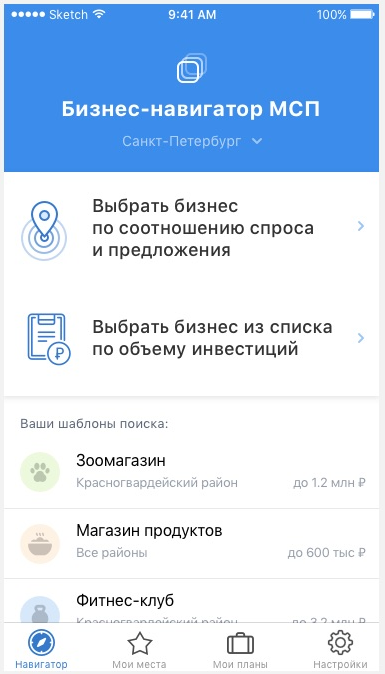 Sketch 9:41 AM 100%
Бизнес-навигатор МСП
Санкт-Петербург
Выбрать бизнес
по соотношению спроса
и предложения
Выбрать бизнес из списка
по объему инвестиций
₽
Ваши шаблоны поиска:
Зоомагазин
Красногвардейский район до 1.2 млн ₽
Магазин продуктов
Все районы до 600 тыс ₽
Фитнес-клуб
Красногвардейский район до 3.2 млн ₽
Навигатор Мои места Мои планы Настройки